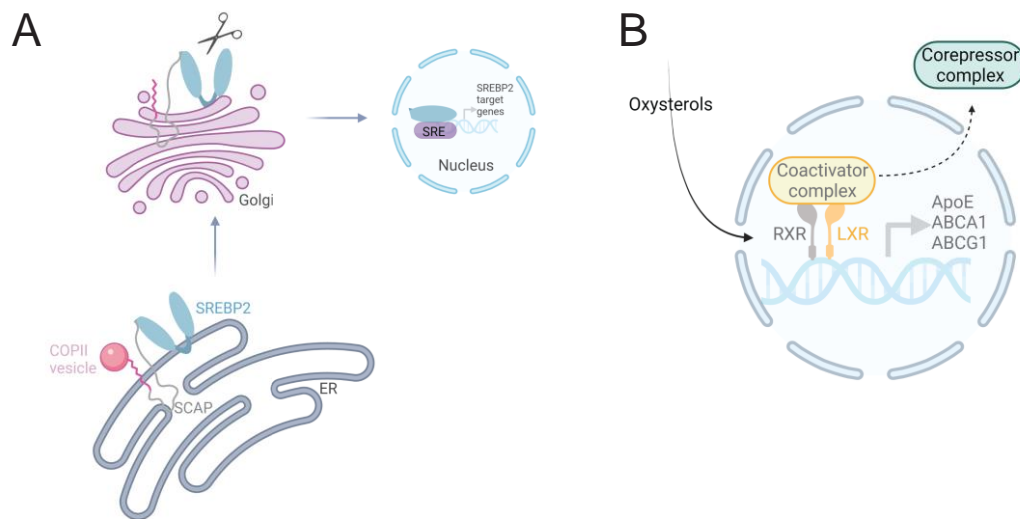 A
SREBP2
target
genes
SRE
Nucleus
Golgi
SREBP2
COPII
vesicle
SCAP
ER
B
Corepressor
complex
Oxysterols
Coactivator
complex
RXR
LXR
ApoE
ABCA1
ABCG1